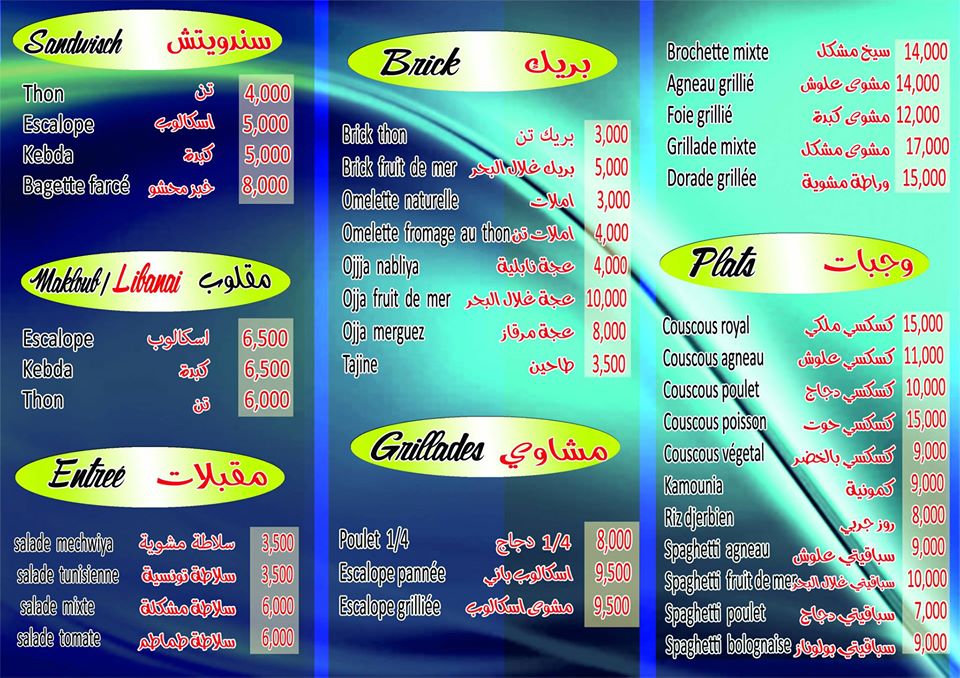 Sandwisch سندويتش
Thon تن 4,000
Escalope اسكالوب 5,000
Kebda كبدة 5,000
Bagette farcé خبز محشو 8,000
Makloub/Libanai مقلوب
Escalope اسكالوب 6,500
Kebda كبدة 6,500
Thon تن 6,000
Entreé مقبلات
salade mechwiya سلاطة مشوية 3,500
salade tunisienne سلاطة تونسية 3,500
salade mixte سلاطة مشكلة 6,000
salade tomate سلاطة طماطم 6,000
Brick بريك
Brick thon بريك تن 3,000
Brick fruit de mer بريك غلال البحر 5,000
Omelette naturelle املات 3,000
Omelette fromage au thon املات تن 4,000
Ojjja nabliya عجة نابلية 4,000
Ojja fruit de mer عجة غلال البحر 10,000
Ojja merguez عجة مرقاز 8,000
Tajine طاحين 3,500
Grillades مشاوي
Poulet 1/4 1/4 دجاج 8,000
Escalope pannée اسكالوب باني 9,500
Escalope grilliée مشوى اسكالوب 9,500
Brochette mixte سيخ مشكل 14,000
Agneau grillié مشوى علوش 14,000
Foie grillié مشوى كبدة 12,000
Grillade mixte مشوى مشكل 17,000
Dorade grillée وراطة مشوية 15,000
Plats وجبات
Couscous royal كسكسي ملكي 15,000
Couscous agneau كسكسي علوش 11,000
Couscous poulet كسكسي دجاج 10,000
Couscous poisson كسكسي حوت 15,000
Couscous végétal كسكسي بالخضر 9,000
Kamounia كمونية 9,000
Riz djerbien روز جربي 8,000
Spaghetti agneau سباقيتي علوش 9,000
Spaghetti fruit de mer سباقيتي غلال البحر 10,000
Spaghetti poulet سباقيتي دجاج 7,000
Spaghetti bolognaise سباقيتي بولوناز 9,000